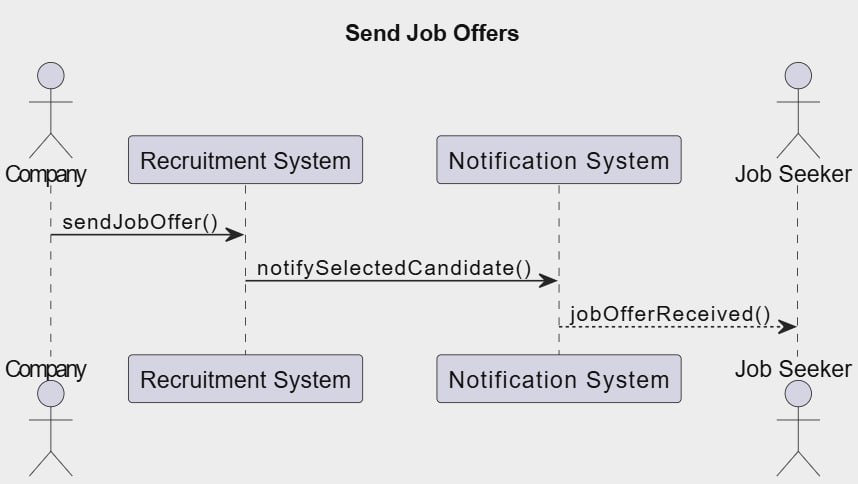 Send Job Offers
Company
Recruitment System
Notification System
Job Seeker
sendJobOffer()
notifySelectedCandidate()
jobOfferReceived()
Company
Recruitment System
Notification System
Job Seeker